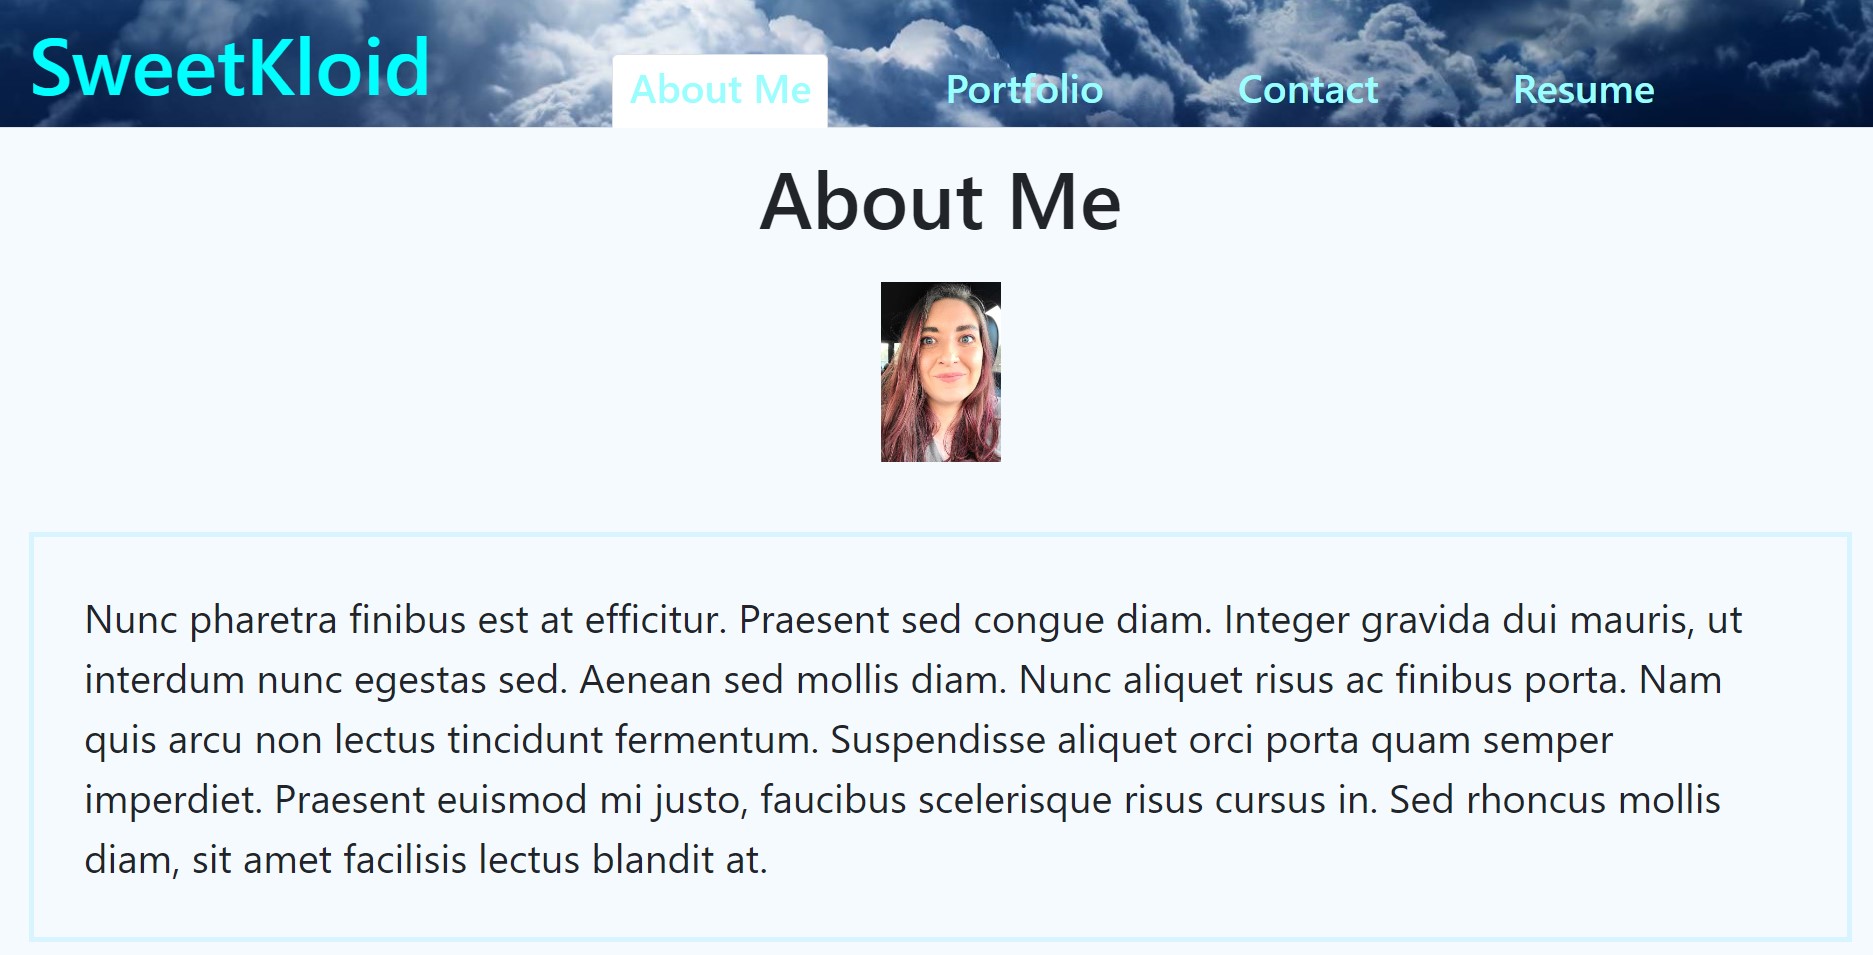 SweetKloid
About Me
Portfolio
Contact
Resume
About Me
Nunc pharetra finibus est at efficitur. Praesent sed congue diam. Integer gravida dui mauris, ut
interdum nunc egestas sed. Aenean sed mollis diam. Nunc aliquet risus ac finibus porta. Nam
quis arcu non lectus tincidunt fermentum. Suspendisse aliquet orci porta quam semper
imperdiet. Praesent euismod mi justo, faucibus scelerisque risus cursus in. Sed rhoncus mollis
diam, sit amet facilisis lectus blandit at.